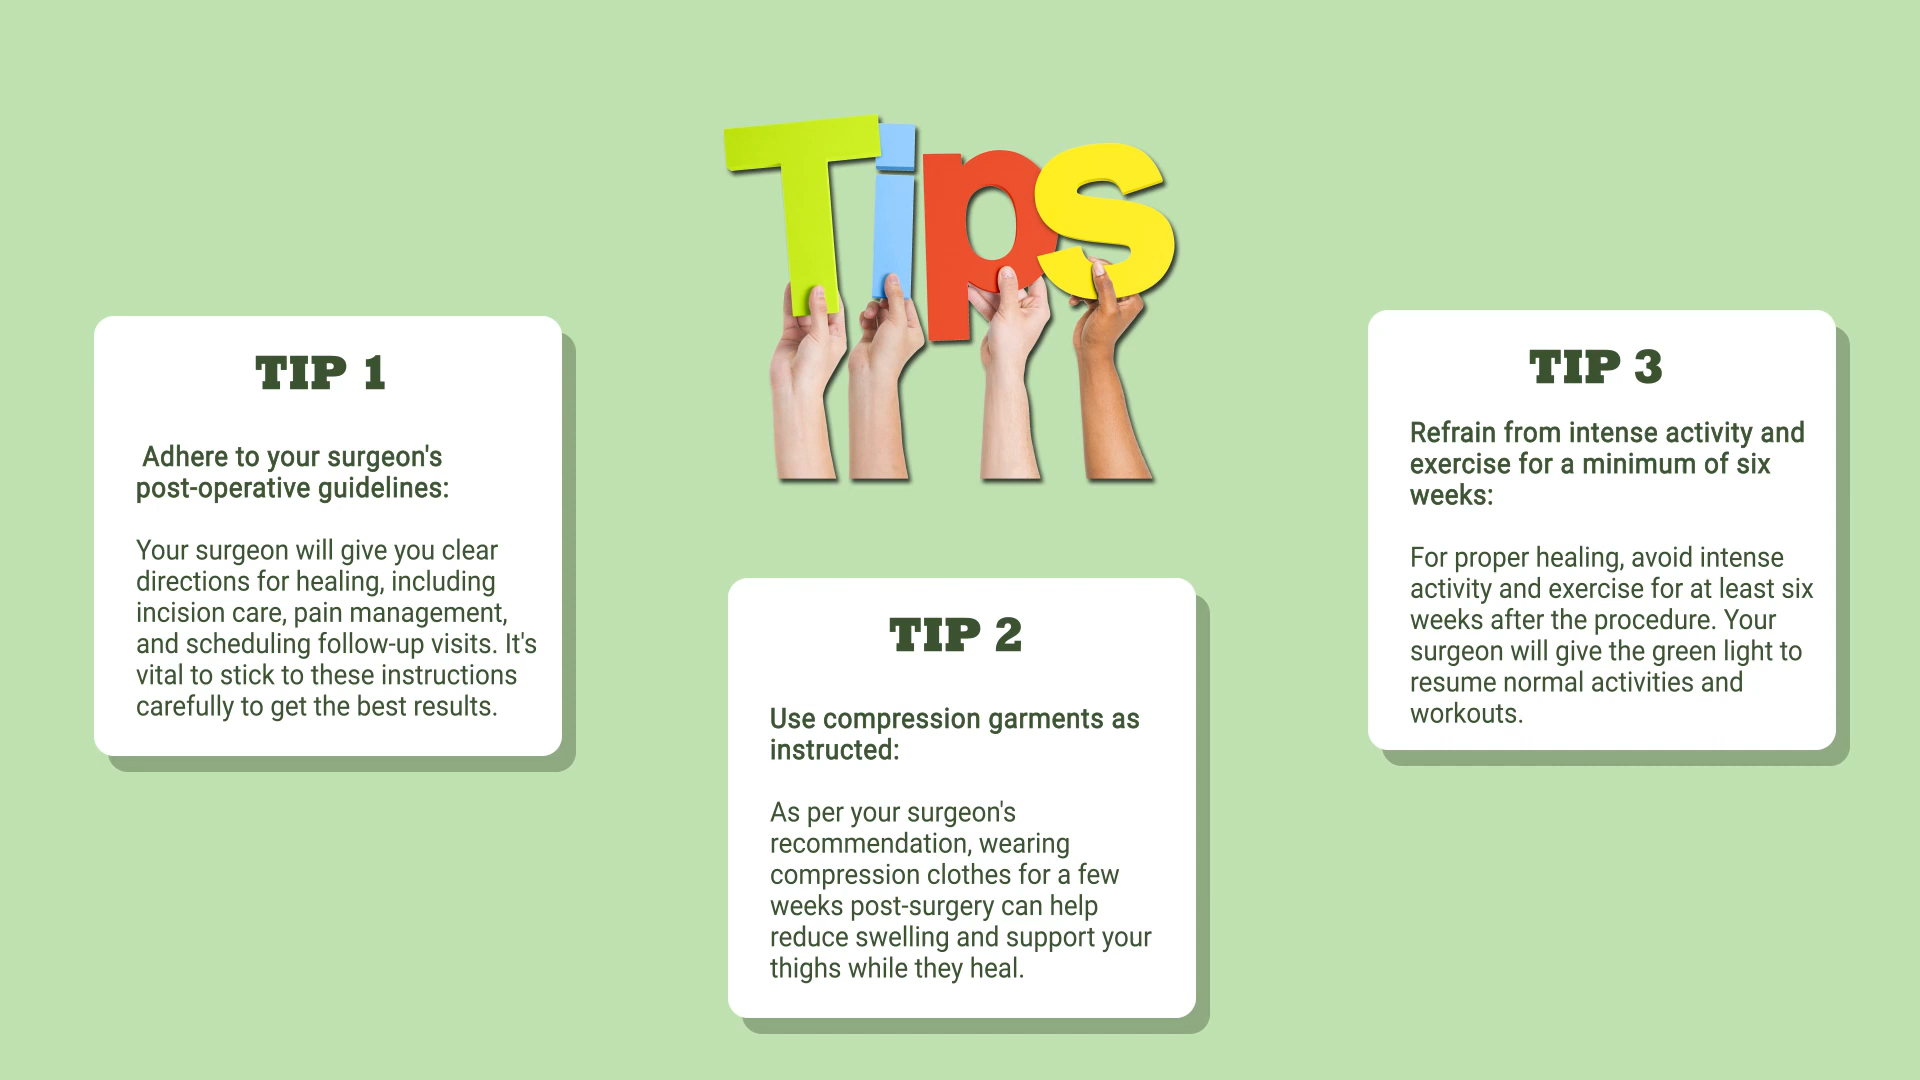 Tips
TIP 1
Adhere to your surgeon's
post-operative guidelines:
Your surgeon will give you clear
directions for healing, including
incision care, pain management,
and scheduling follow-up visits. It's
vital to stick to these instructions
carefully to get the best results.
TIP 2
Use compression garments as
instructed:
As per your surgeon's
recommendation, wearing
compression clothes for a few
weeks post-surgery can help
reduce swelling and support your
thighs while they heal.
TIP 3
Refrain from intense activity and
exercise for a minimum of six
weeks:
For proper healing, avoid intense
activity and exercise for at least six
weeks after the procedure. Your
surgeon will give the green light to
resume normal activities and
workouts.